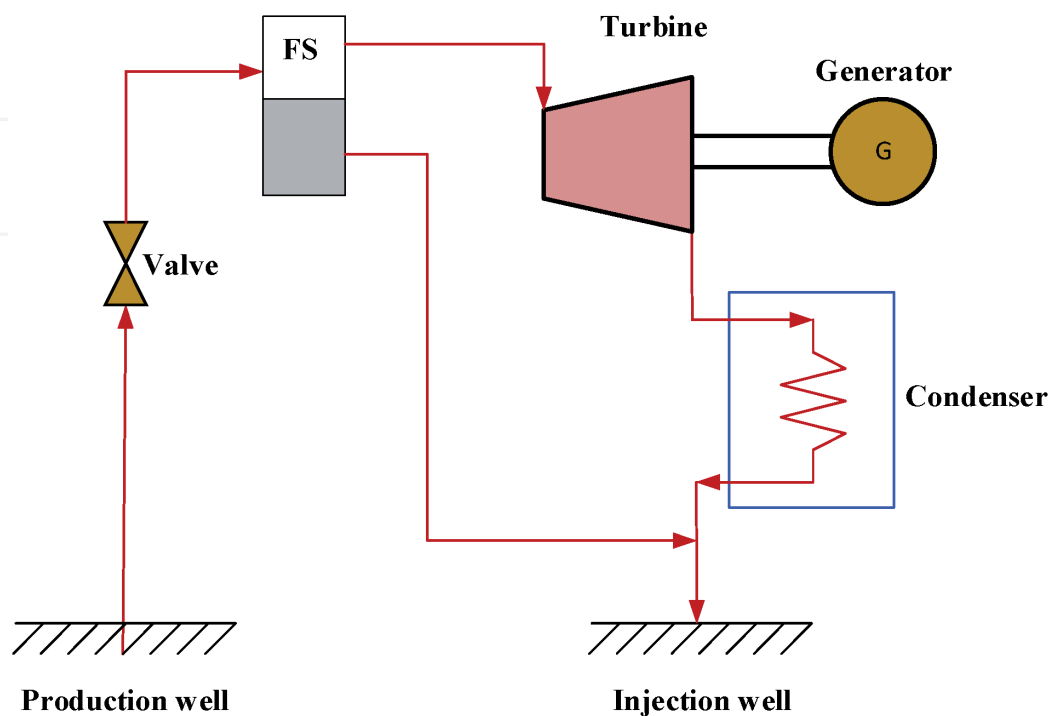 Turbine
FS
Generator
G
Valve
Condenser
Production well
Injection well